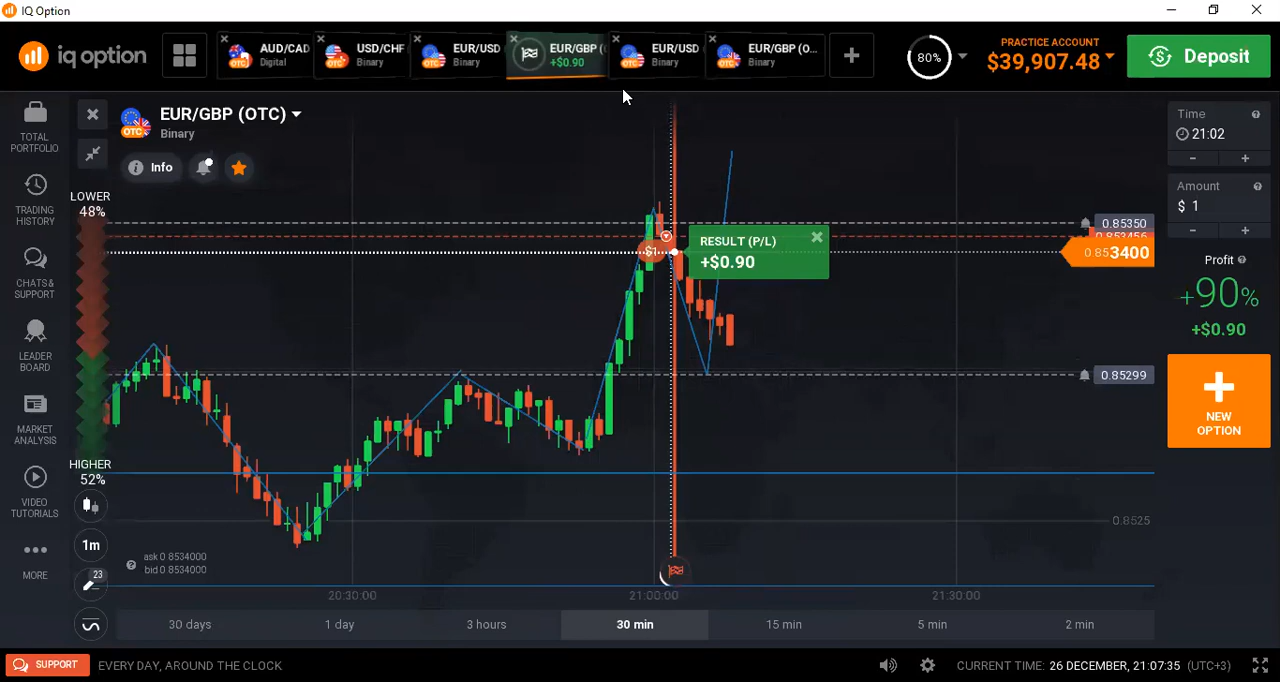 IQ Option
iq option
AUD/CAD
Digital
USD/CHF
Binary
EUR/USD
Binary
EUR/GBP (
+$0.90
EUR/USD
Binary
EUR/GBP (O...
Binary
80%
PRACTICE ACCOUNT
$39,907.48
Deposit
TOTAL
PORTFOLIO
TRADING
HISTORY
CHATS &
SUPPORT
LEADER
BOARD
MARKET
ANALYSIS
VIDEO
TUTORIALS
MORE
EUR/GBP (OTC)
OTC
Binary
Info
LOWER
48%
HIGHER
52%
1m
23
ask 0.8534000
bid 0.8534000
$1
RESULT (P/L)
+$0.90
0.85350
0.853456
0.853400
0.85299
0.8525
20:30:00
21:00:00
21:30:00
30 days
1 day
3 hours
30 min
15 min
5 min
2 min
Time
21:02
-
+
Amount
$ 1
-
+
Profit
+90%
+$0.90
NEW
OPTION
SUPPORT
EVERY DAY, AROUND THE CLOCK
CURRENT TIME: 26 DECEMBER, 21:07:35 (UTC+3)